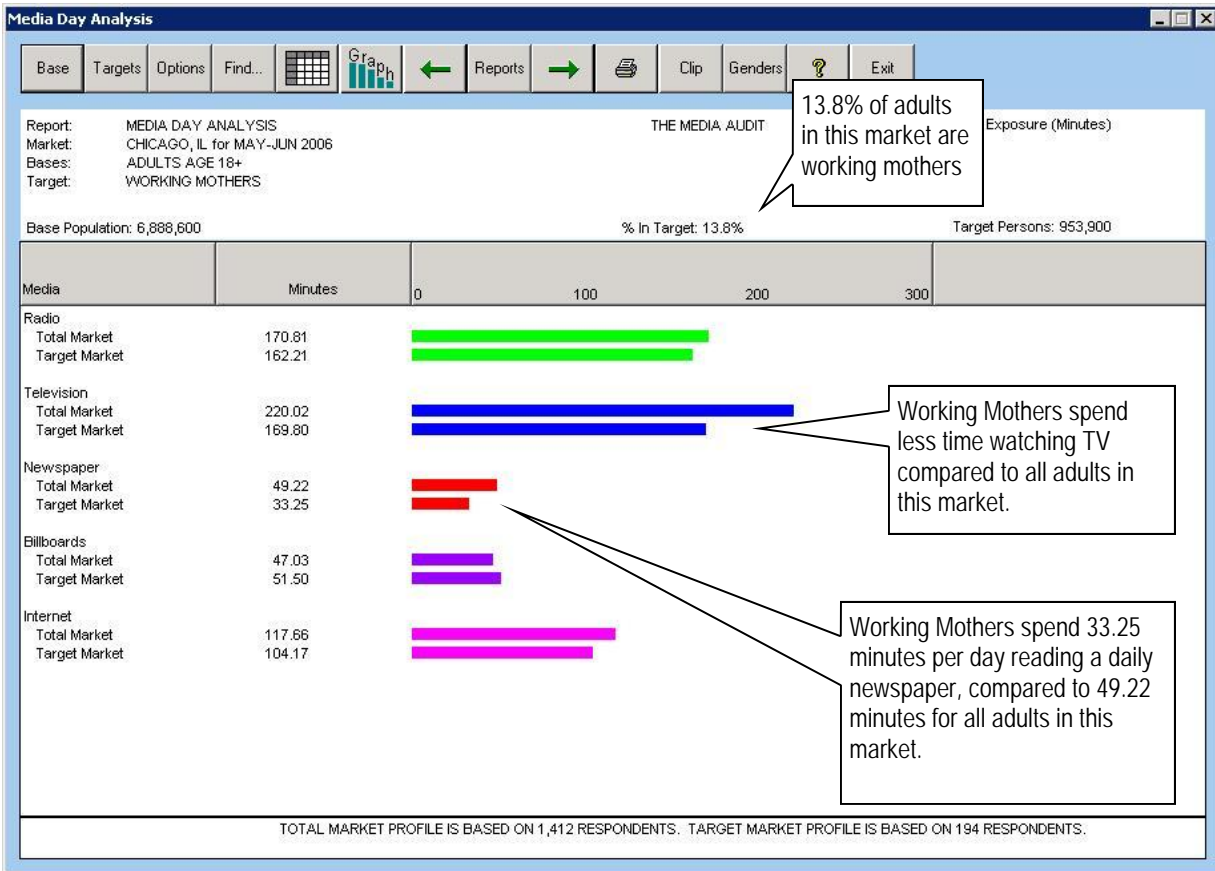 Media Day Analysis
Base Targets Options Find... Graph Reports Clip Genders ? Exit
13.8% of adults
in this market are
working mothers
Report: MEDIA DAY ANALYSIS THE MEDIA AUDIT Exposure (Minutes)
Market: CHICAGO, IL for MAY-JUN 2006
Bases: ADULTS AGE 18+
Target: WORKING MOTHERS
Base Population: 6,888,600 % In Target: 13.8% Target Persons: 953,900
Media Minutes 0 100 200 300
Radio
Total Market 170.81
Target Market 162.21
Television
Total Market 220.02
Target Market 169.80
Working Mothers spend
less time watching TV
compared to all adults in
this market.
Newspaper
Total Market 49.22
Target Market 33.25
Billboards
Total Market 47.03
Target Market 51.50
Internet
Total Market 117.66
Target Market 104.17
Working Mothers spend 33.25
minutes per day reading a daily
newspaper, compared to 49.22
minutes for all adults in this
market.
TOTAL MARKET PROFILE IS BASED ON 1,412 RESPONDENTS. TARGET MARKET PROFILE IS BASED ON 194 RESPONDENTS.